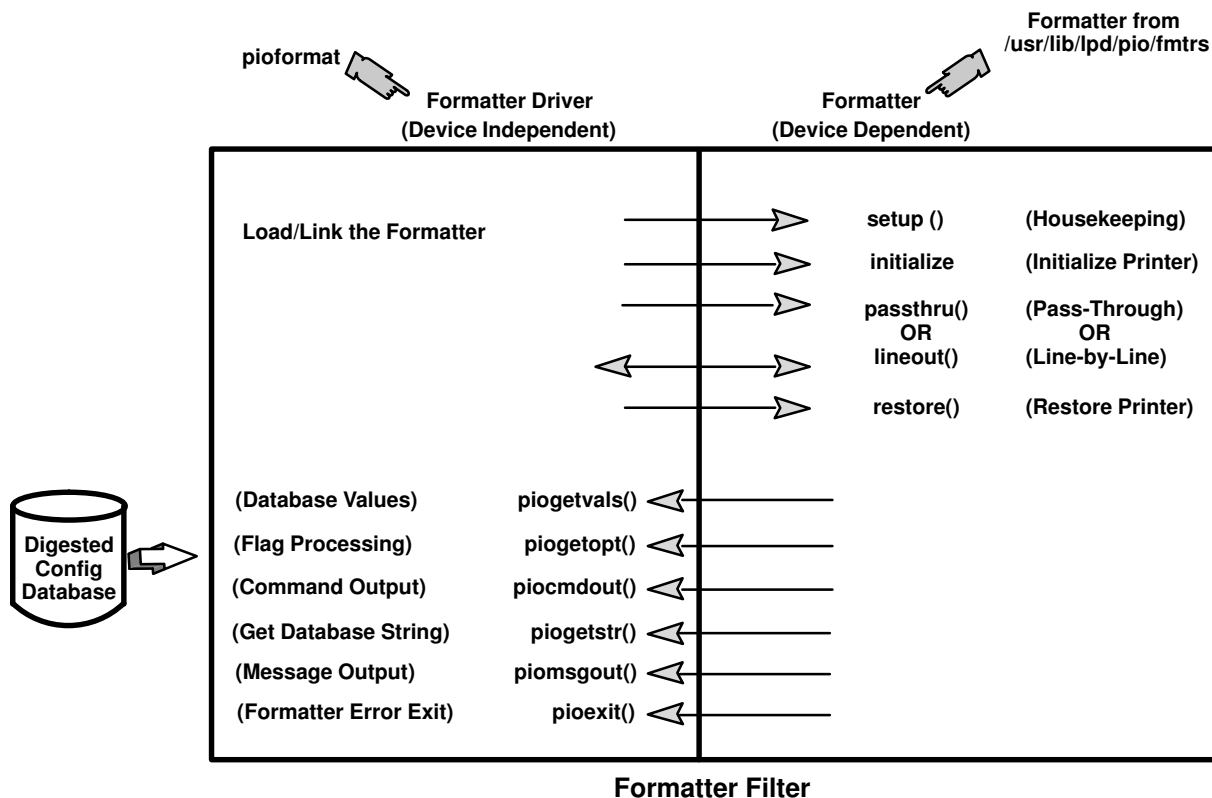 Formatter from
/usr/lib/lpd/pio/fmtrs
pioformat
Formatter Driver
(Device Independent)
Formatter
(Device Dependent)
Load/Link the Formatter
setup () (Housekeeping)
initialize (Initialize Printer)
passthru() (Pass-Through)
OR OR
lineout() (Line-by-Line)
restore() (Restore Printer)
Digested
Config
Database
(Database Values) piogetvals()
(Flag Processing) piogetopt()
(Command Output) piocmdout()
(Get Database String) piogetstr()
(Message Output) piomsgout()
(Formatter Error Exit) pioexit()
Formatter Filter